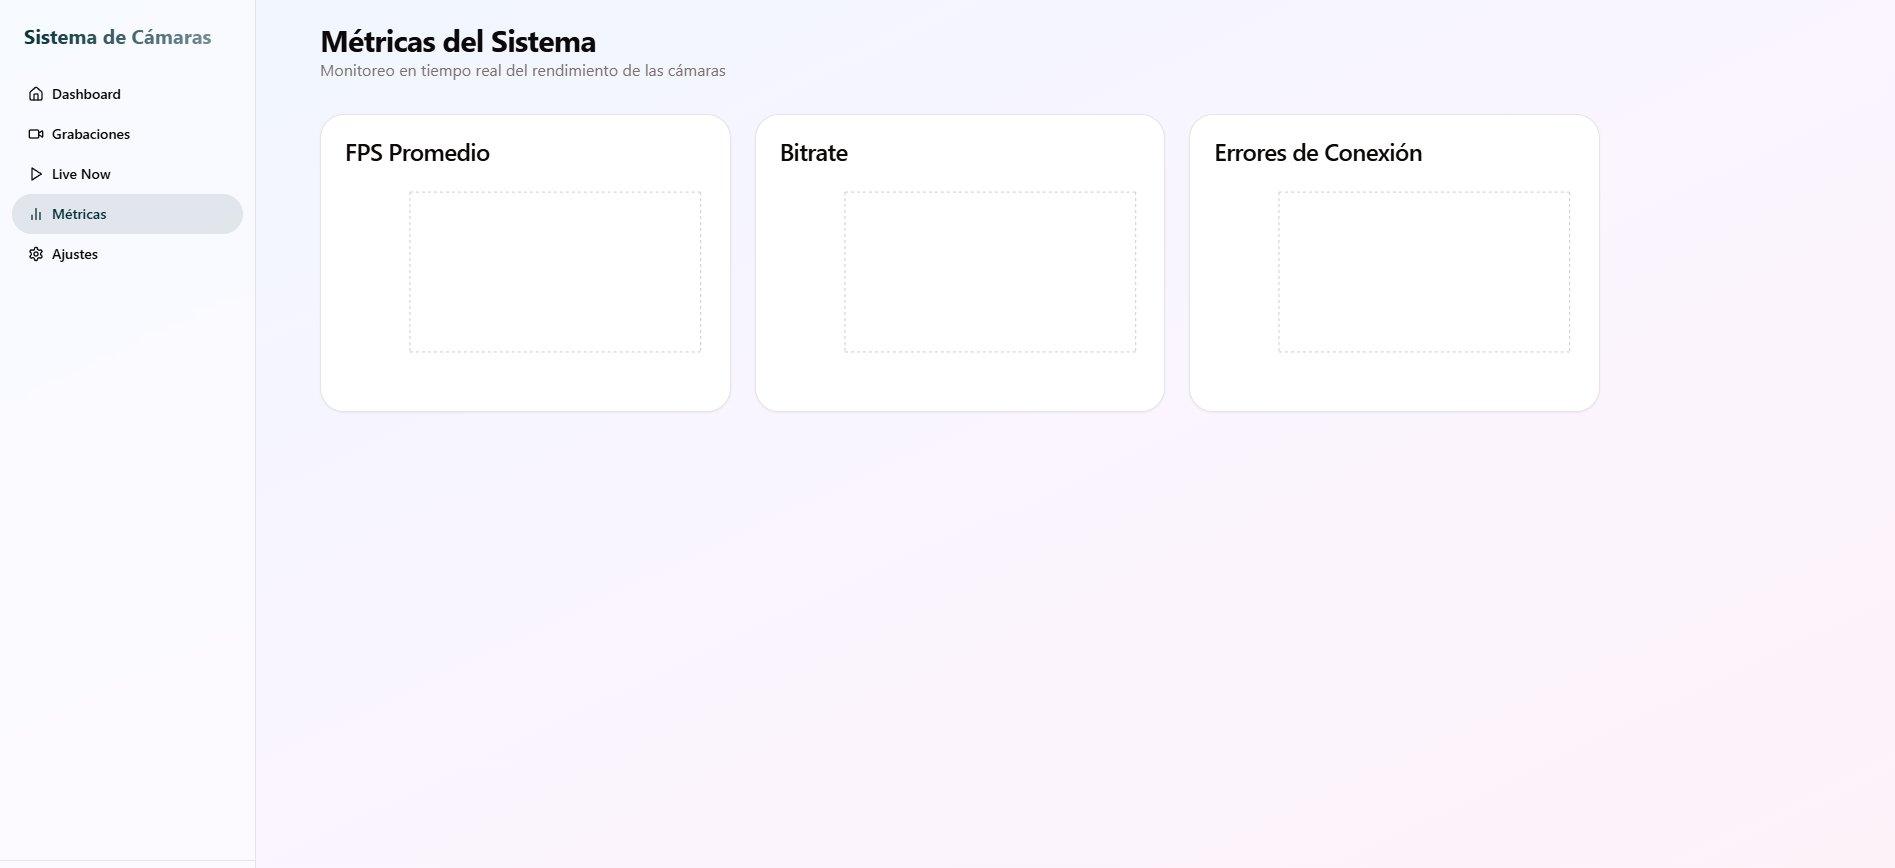 Sistema de Cámaras
Dashboard
Grabaciones
Live Now
Métricas
Ajustes
Métricas del Sistema
Monitoreo en tiempo real del rendimiento de las cámaras
FPS Promedio
Bitrate
Errores de Conexión